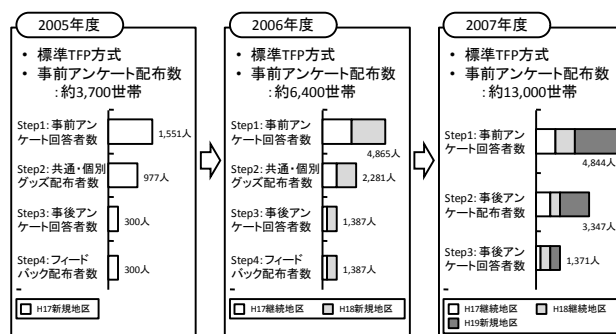 2005年度
• 標準TFP方式
• 事前アンケート配布数
:約3,700世帯
Step1: 事前アン
ケート回答者数
1,551人
Step2: 共通・個別
グッズ配布者数
977人
Step3: 事後アン
ケート回答者数
300人
Step4: フィード
バック配布者数
300人
H17新規地区
2006年度
• 標準TFP方式
• 事前アンケート配布数
:約6,400世帯
Step1: 事前アン
ケート回答者数
4,865人
Step2: 共通・個別
グッズ配布者数
2,281人
Step3: 事後アン
ケート回答者数
1,387人
Step4: フィード
バック配布者数
1,387人
H17継続地区
H18新規地区
2007年度
• 簡易TFP方式
• 事前アンケート配布数
:約13,000世帯
Step1: 事前アン
ケート回答者数
4,844人
Step2: 事後アン
ケート配布者数
3,347人
Step3: 事後アン
ケート回答者数
1,371人
H17継続地区
H18継続地区
H19新規地区